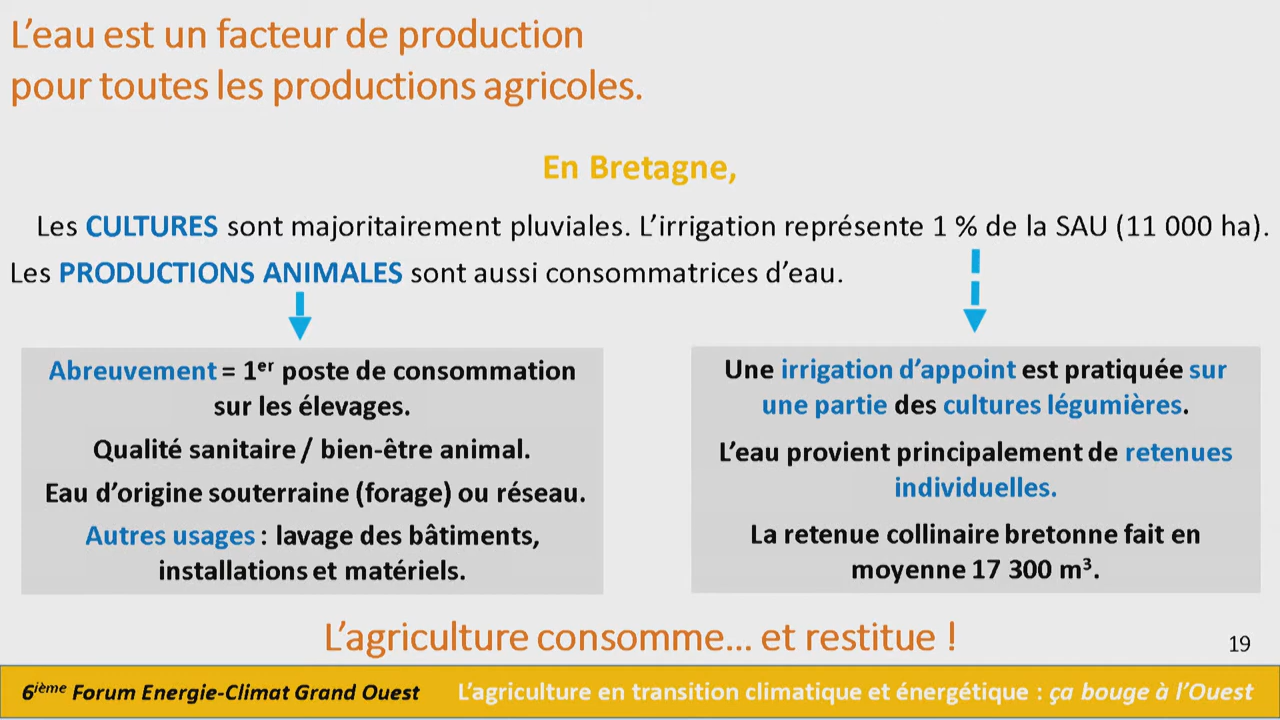 L'eau est un facteur de production
pour toutes les productions agricoles.
En Bretagne,
Les CULTURES sont majoritairement pluviales. L'irrigation représente 1 % de la SAU (11 000 ha).
Les PRODUCTIONS ANIMALES sont aussi consommatrices d'eau.
Abreuvement = 1er poste de consommation
sur les élevages.
Qualité sanitaire / bien-être animal.
Eau d'origine souterraine (forage) ou réseau.
Autres usages : lavage des bâtiments,
installations et matériels.
Une irrigation d'appoint est pratiquée sur
une partie des cultures légumières.
L'eau provient principalement de retenues
individuelles.
La retenue collinaire bretonne fait en
moyenne 17 300 m³.
L'agriculture consomme... et restitue !
19
6ième Forum Energie-Climat Grand Ouest
L'agriculture en transition climatique et énergétique : ça bouge à l'Ouest